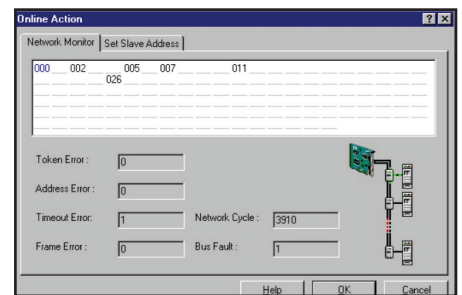 Online Action
Network Monitor Set Slave Address
000 002 005 007 011
026
Token Error : 0
Address Error : 0
Timeout Error: 1 Network Cycle : 3910
Frame Error : 0 Bus Fault : 1
Help OK Cancel